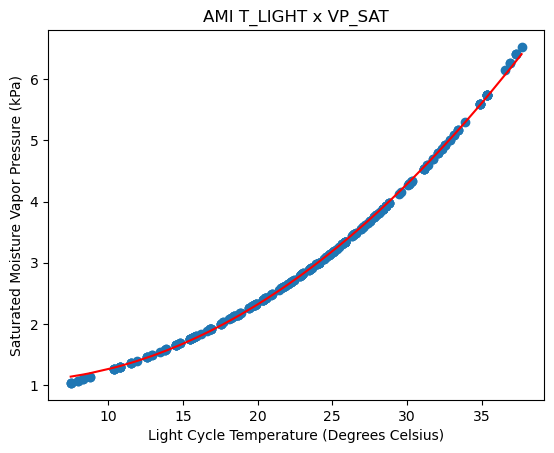 AMI T_LIGHT x VP_SAT
Saturated Moisture Vapor Pressure (kPa)
6
5
4
3
2
1
10 15 20 25 30 35
Light Cycle Temperature (Degrees Celsius)